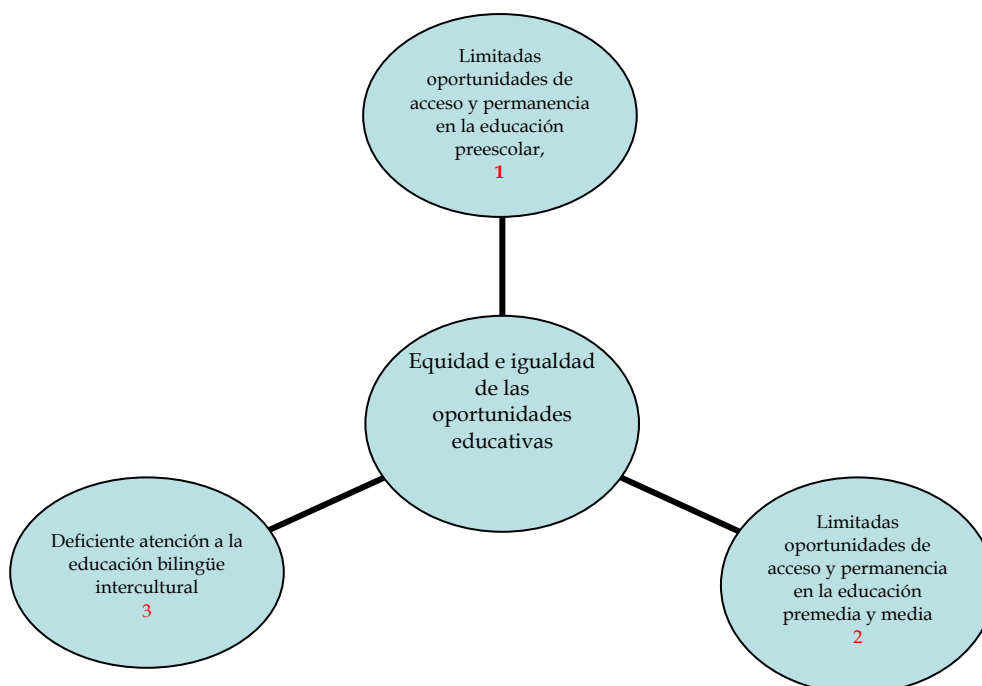 Limitadas
oportunidades de
acceso y permanencia
en la educación
preescolar,
1
Equidad e igualdad
de las
oportunidades
educativas
Deficiente atención a la
educación bilingüe
intercultural
3
Limitadas
oportunidades de
acceso y permanencia
en la educación
premedia y media
2